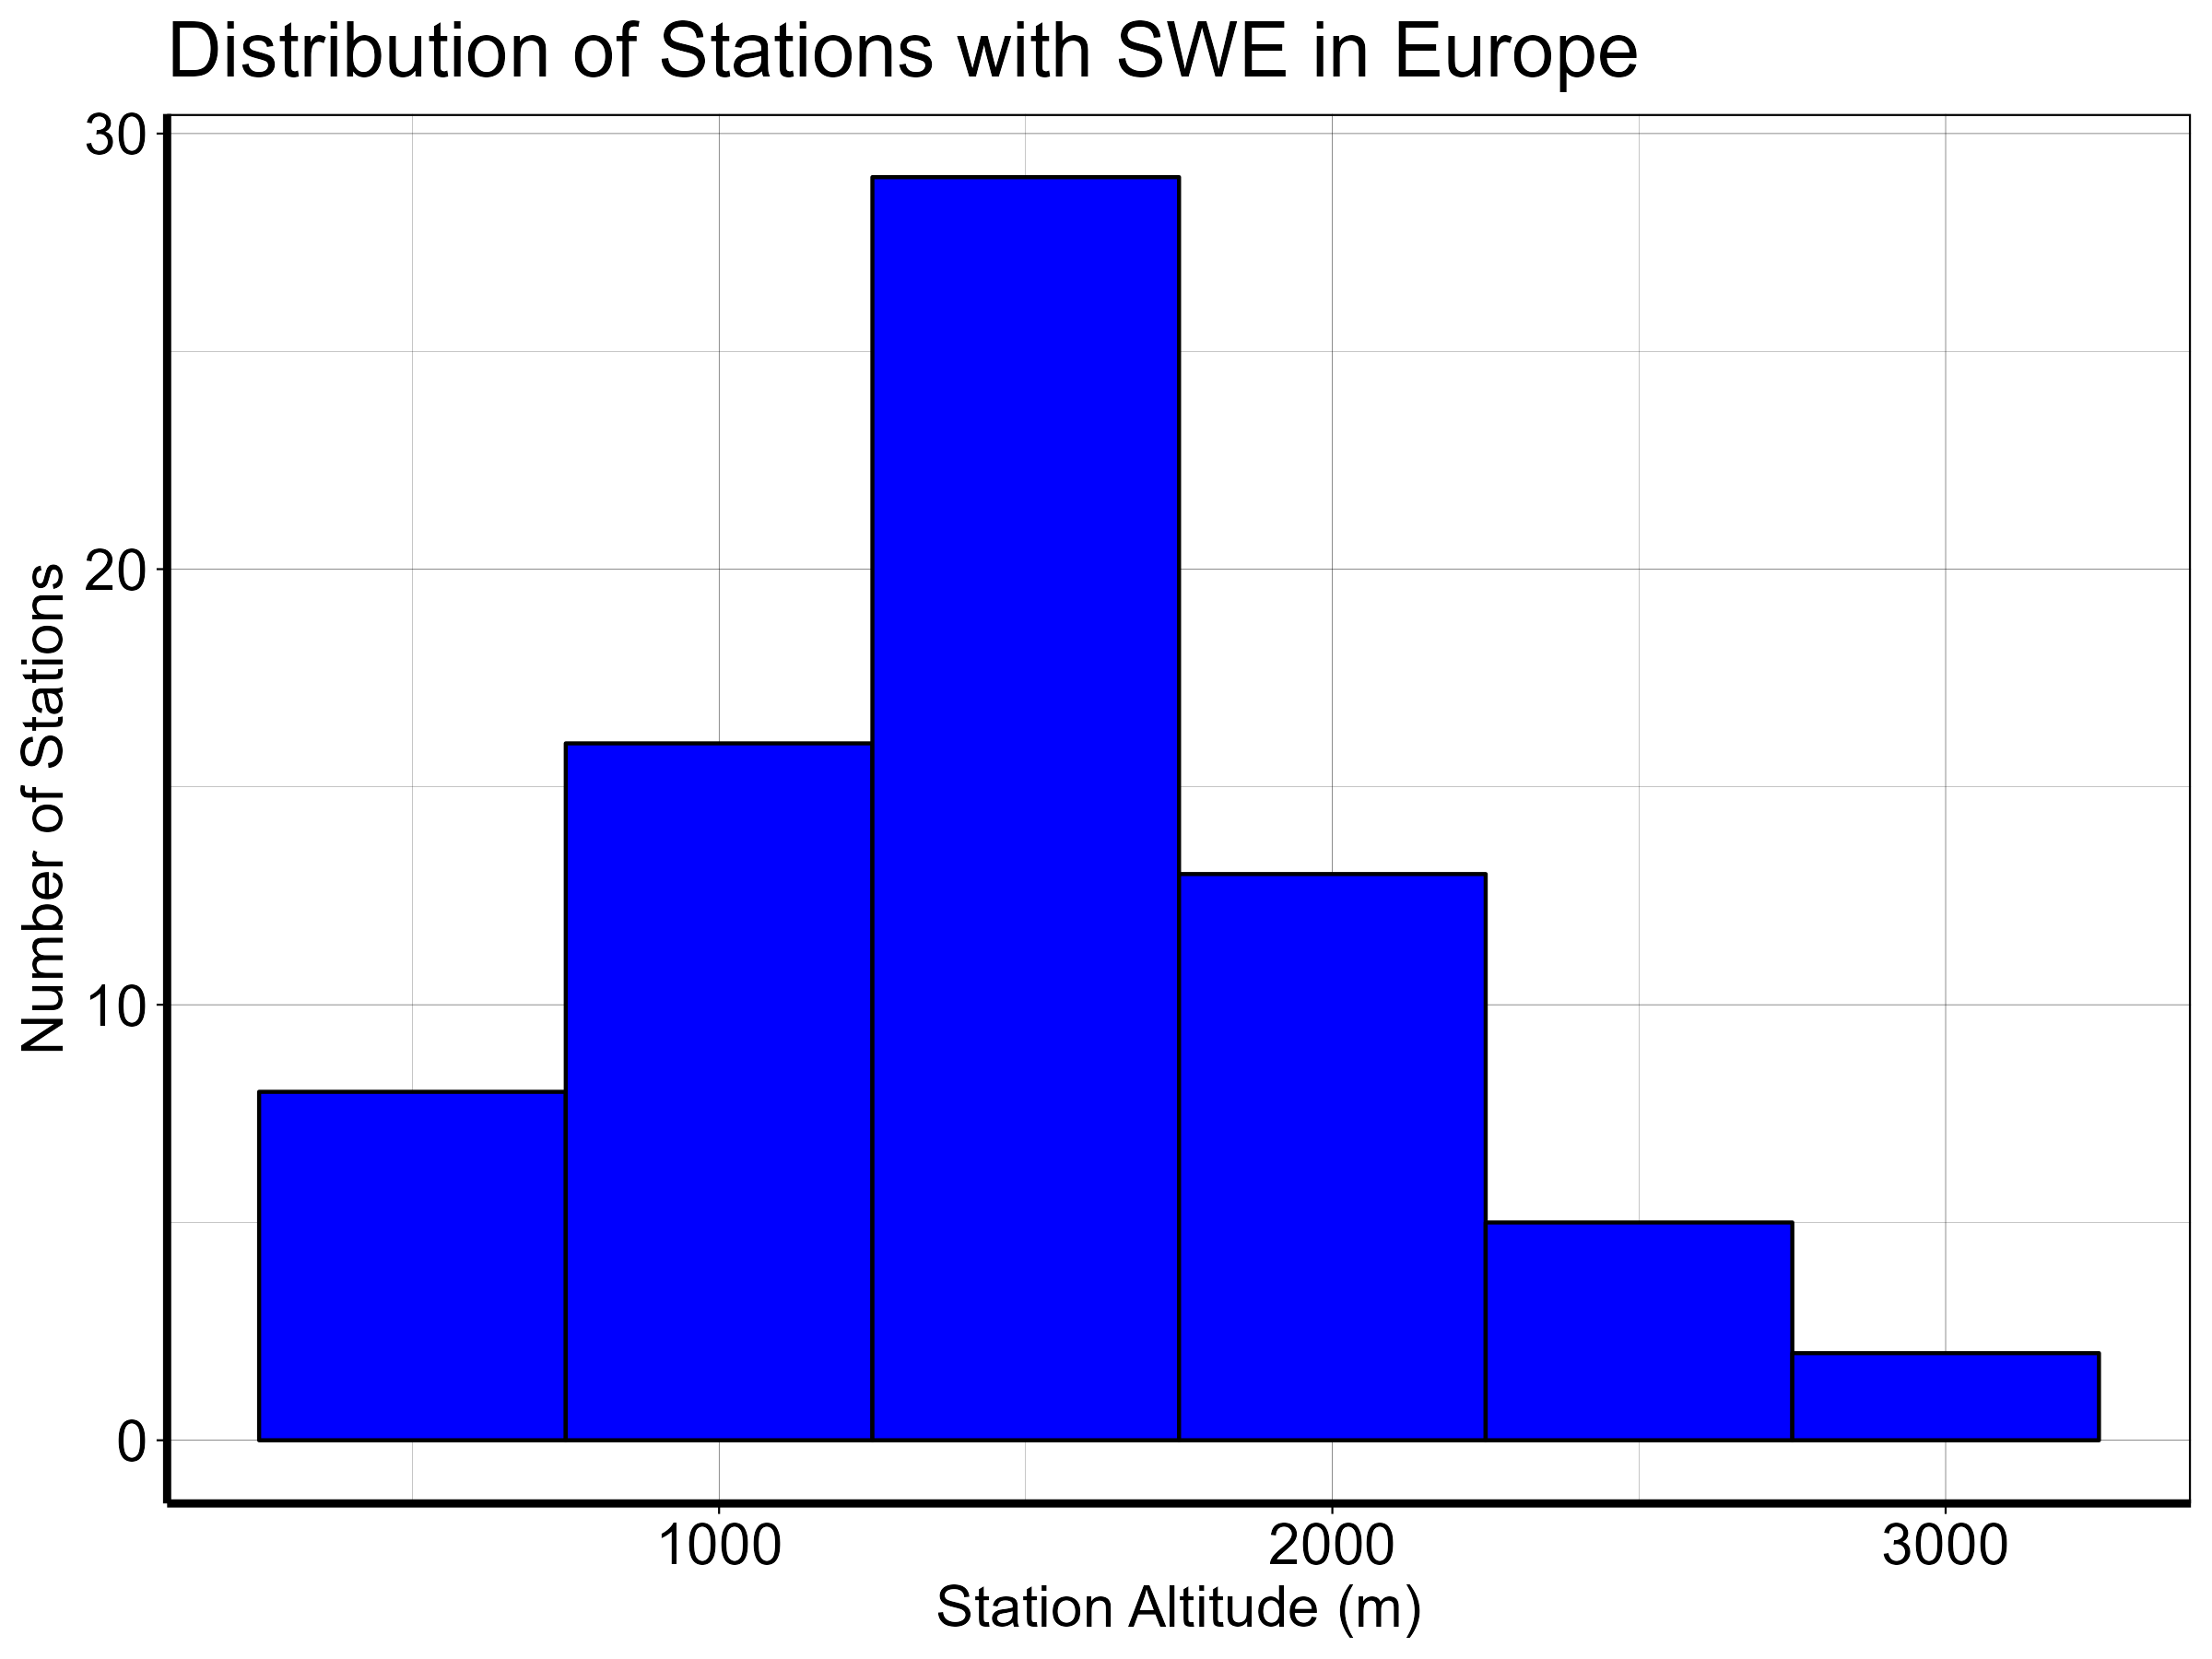 Distribution of Stations with SWE in Europe
30
20
10
0
Number of Stations
1000 2000 3000
Station Altitude (m)